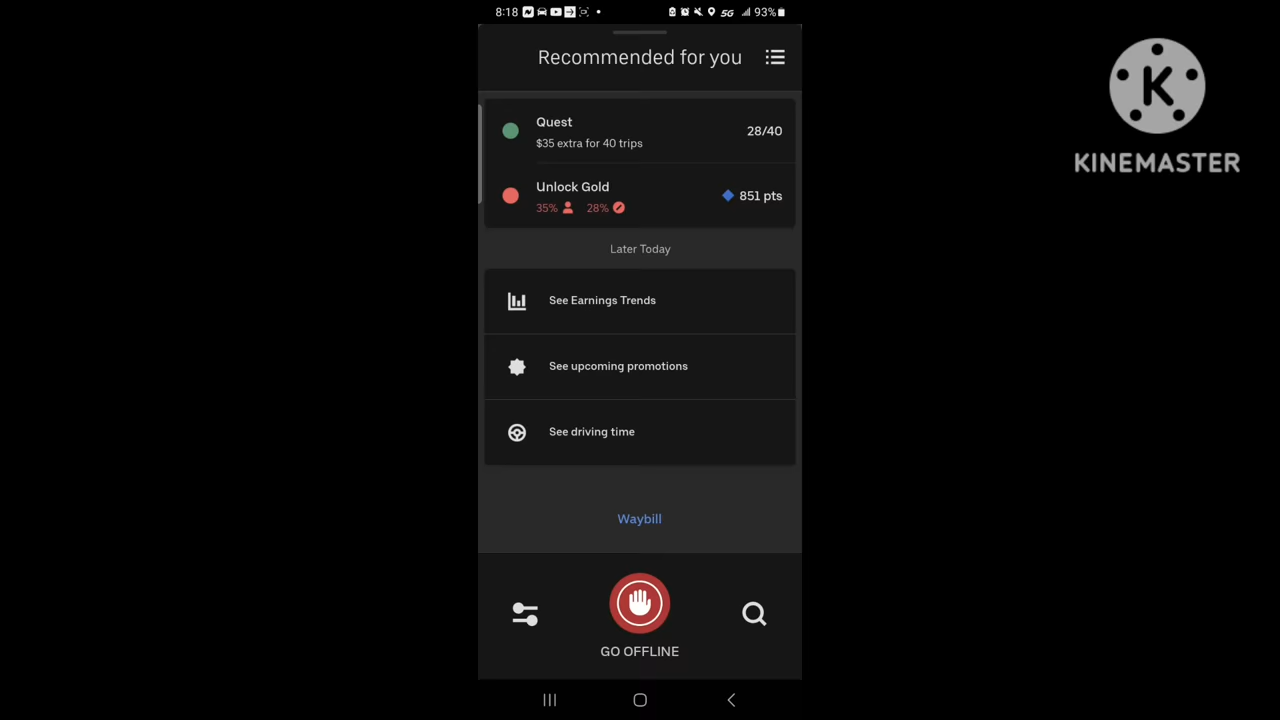 8:18 5G 93%
Recommended for you
Quest
$35 extra for 40 trips
28/40
Unlock Gold
35% 28%
851 pts
Later Today
See Earnings Trends
See upcoming promotions
See driving time
Waybill
GO OFFLINE
K
KINEMASTER